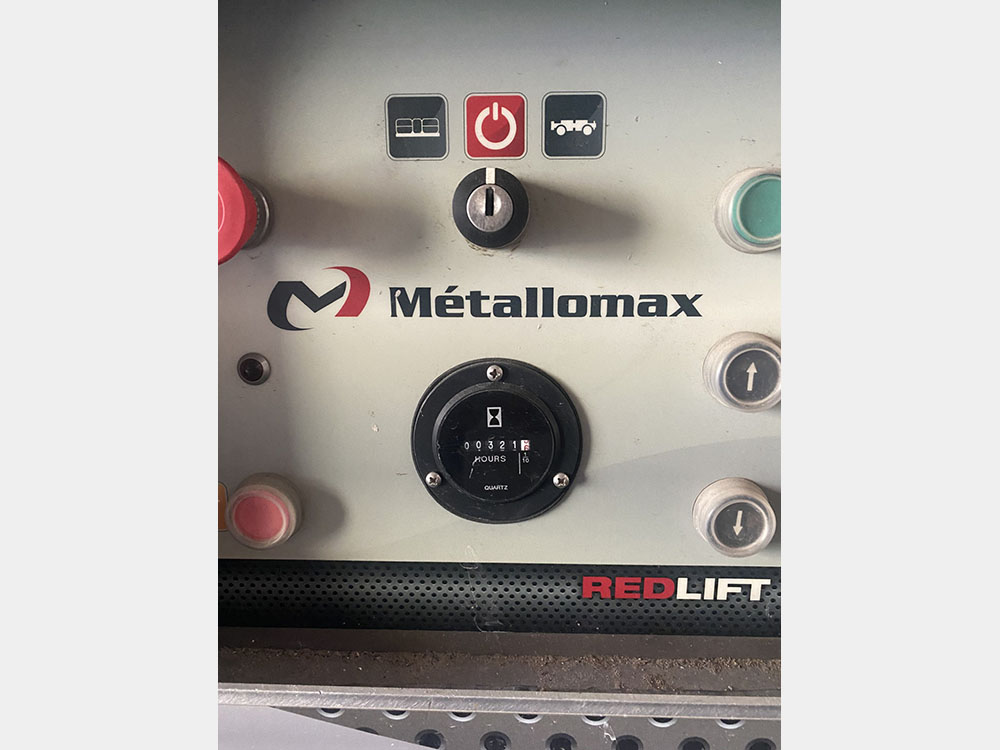 Métallomax
00321
HOURS
1
10
QUARTZ
REDLIFT